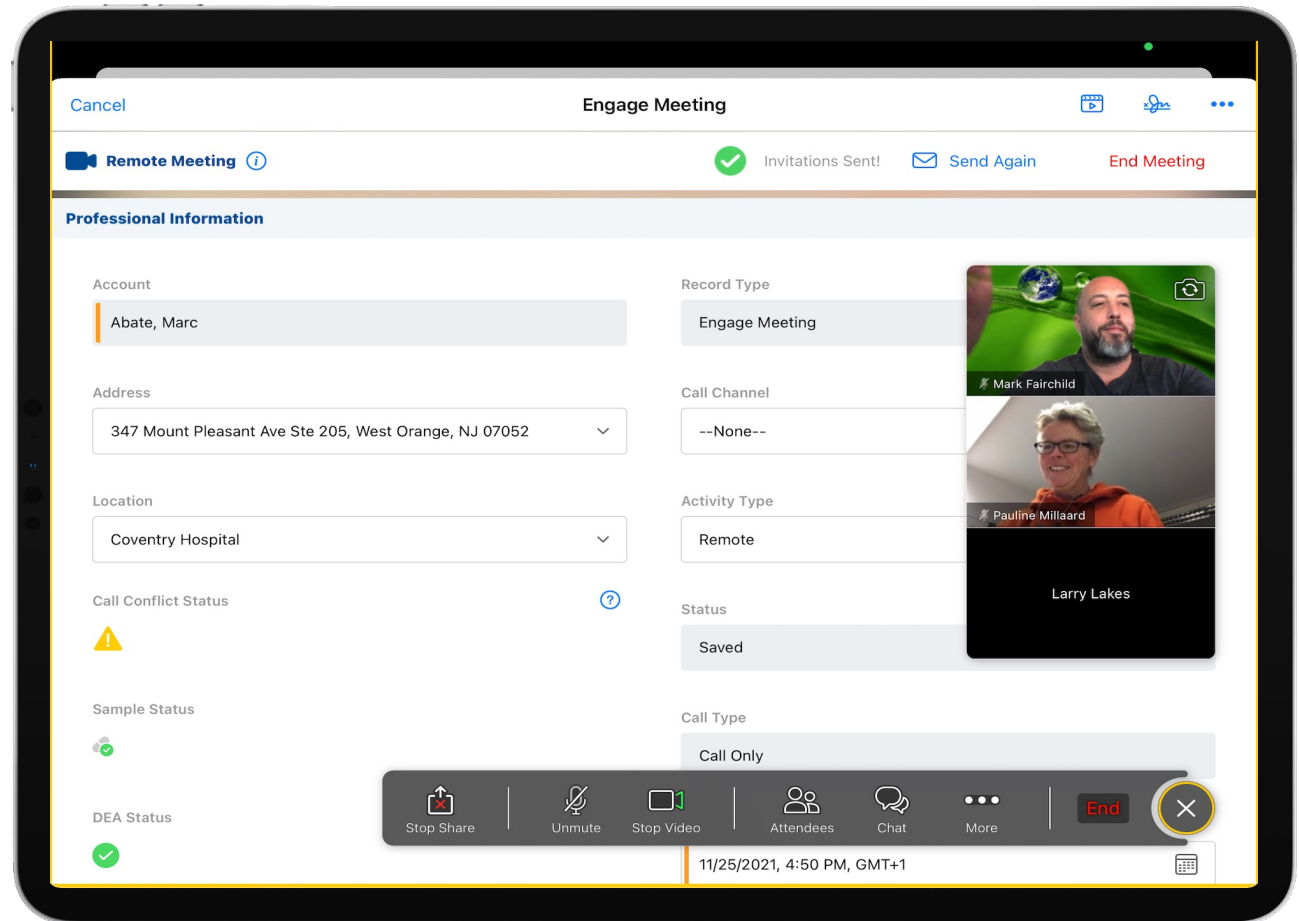 Cancel
Engage Meeting
Remote Meeting
Invitations Sent!
Send Again
End Meeting
Professional Information
Account
Abate, Marc
Record Type
Engage Meeting
Address
347 Mount Pleasant Ave Ste 205, West Orange, NJ 07052
Call Channel
--None--
Location
Coventry Hospital
Activity Type
Remote
Call Conflict Status
?
Status
Saved
Sample Status
Call Type
Call Only
DEA Status
11/25/2021, 4:50 PM, GMT+1
Mark Fairchild
Pauline Millaard
Larry Lakes
Stop Share
Unmute
Stop Video
Attendees
Chat
More
End